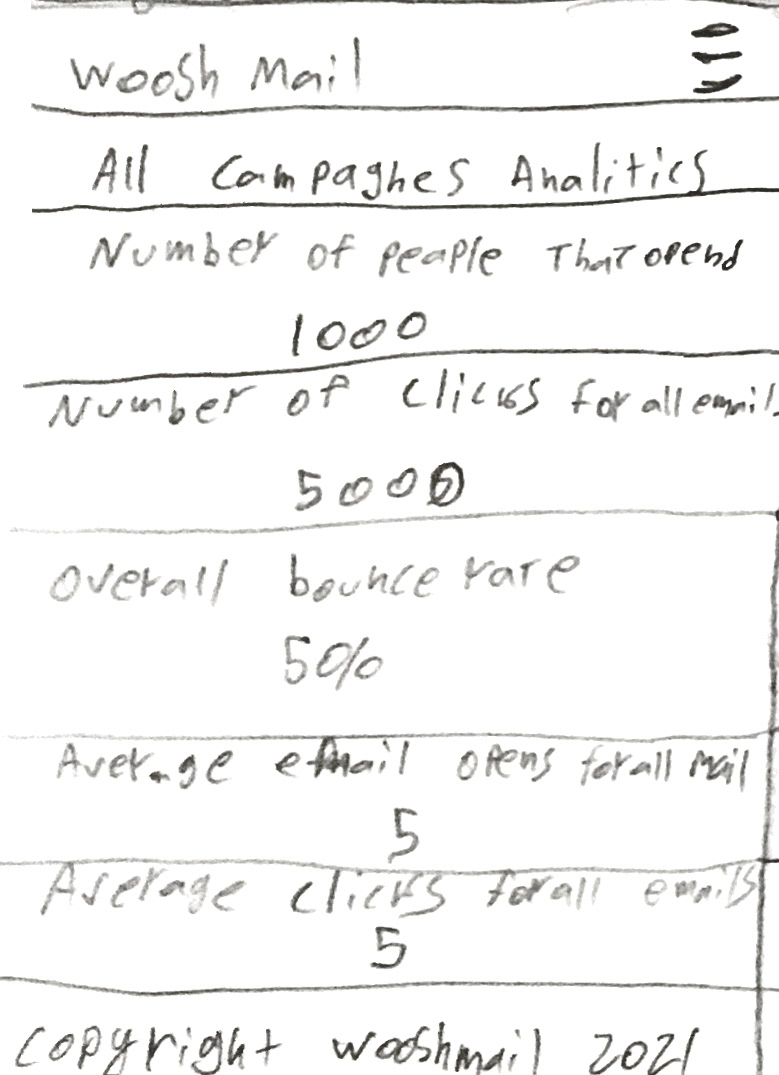 Woosh Mail
All Campaghes Analitics
Number of peaple That opend
1000
Number of clicks for all emails
5000
Overall bounce rate
50%
Average email opens for all mail
5
Average clicks for all emails
5
copyright wooshmail 2021